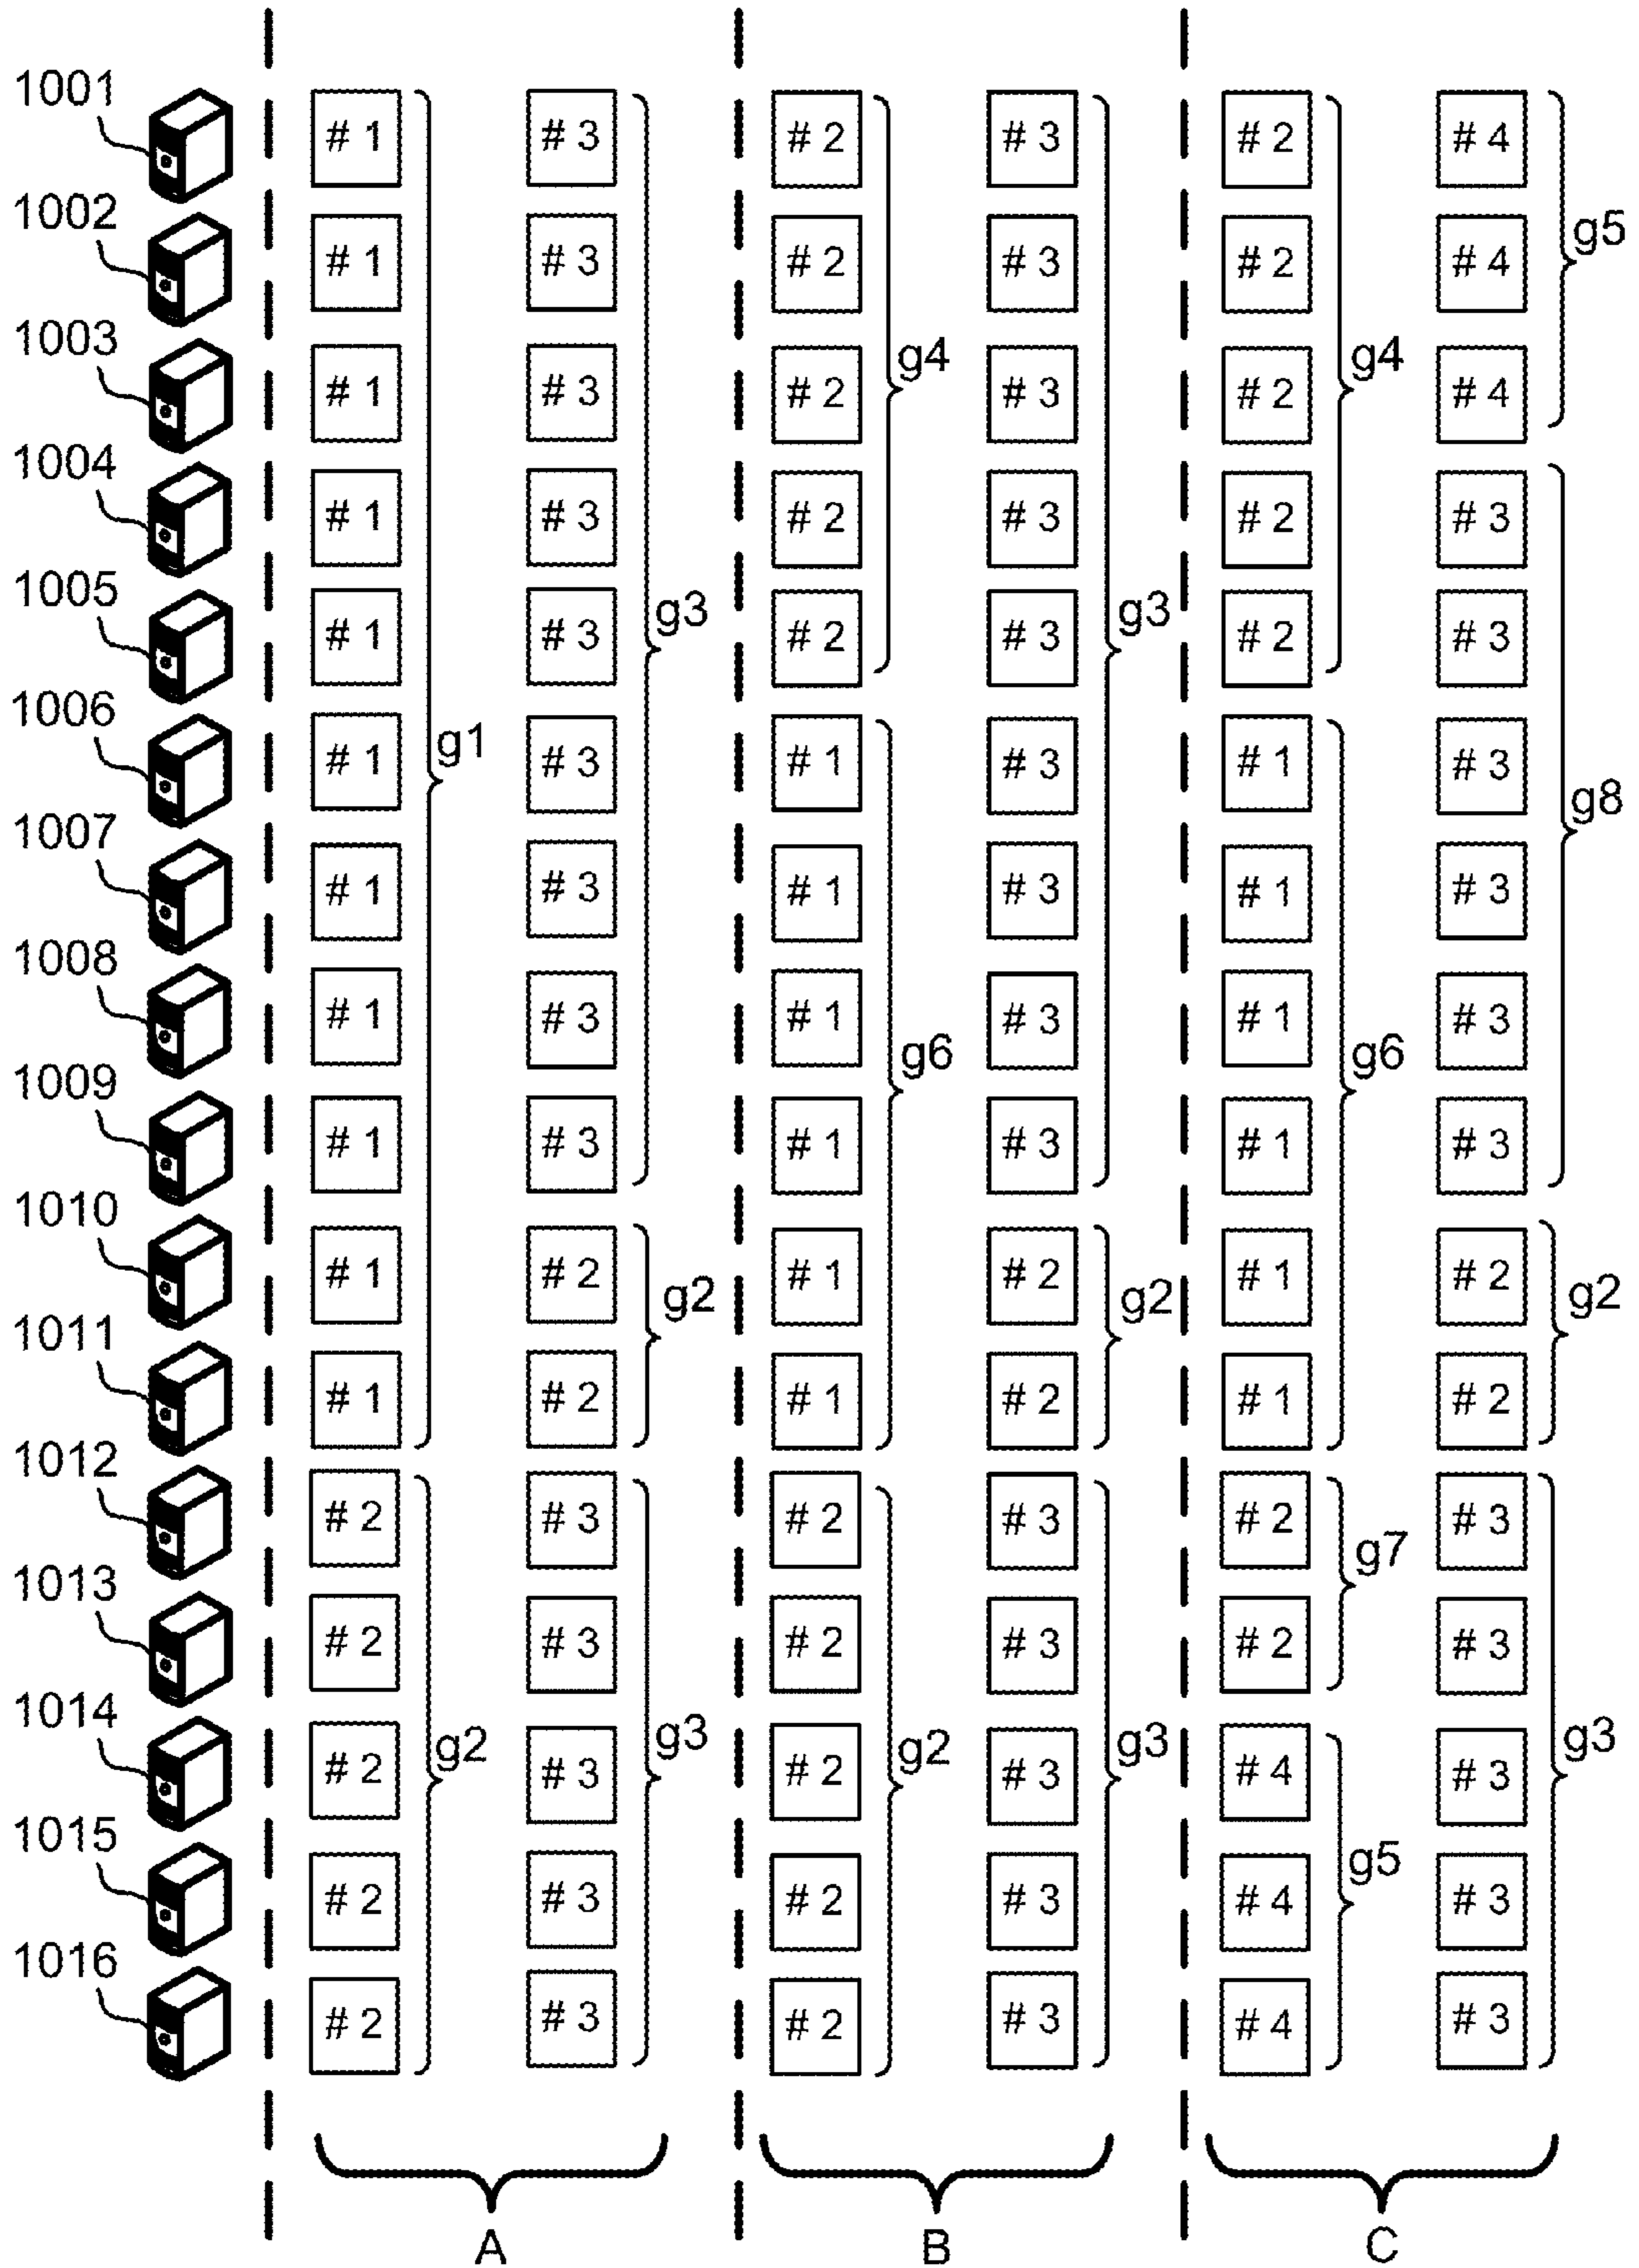 1001 # 1 # 3 # 2 # 3 # 2 # 4
g5
1002 # 1 # 3 # 2 # 3 # 2 # 4
g4 g4
1003 # 1 # 3 # 2 # 3 # 2 # 4
1004 # 1 # 3 # 2 # 3 # 2 # 3
g3 g3
1005 # 1 # 3 # 2 # 3 # 2 # 3
g1
1006 # 1 # 3 # 1 # 3 # 1 # 3
g8
1007 # 1 # 3 # 1 # 3 # 1 # 3
1008 # 1 # 3 # 1 # 3 # 1 # 3
g6 g6
1009 # 1 # 3 # 1 # 3 # 1 # 3
1010 # 1 # 2 # 1 # 2 # 1 # 2
g2 g2 g2
1011 # 1 # 2 # 1 # 2 # 1 # 2
1012 # 2 # 3 # 2 # 3 # 2 # 3
g7
1013 # 2 # 3 # 2 # 3 # 2 # 3
g2 g3 g2 g3 g3
1014 # 2 # 3 # 2 # 3 # 4 # 3
g5
1015 # 2 # 3 # 2 # 3 # 4 # 3
1016 # 2 # 3 # 2 # 3 # 4 # 3
A B C